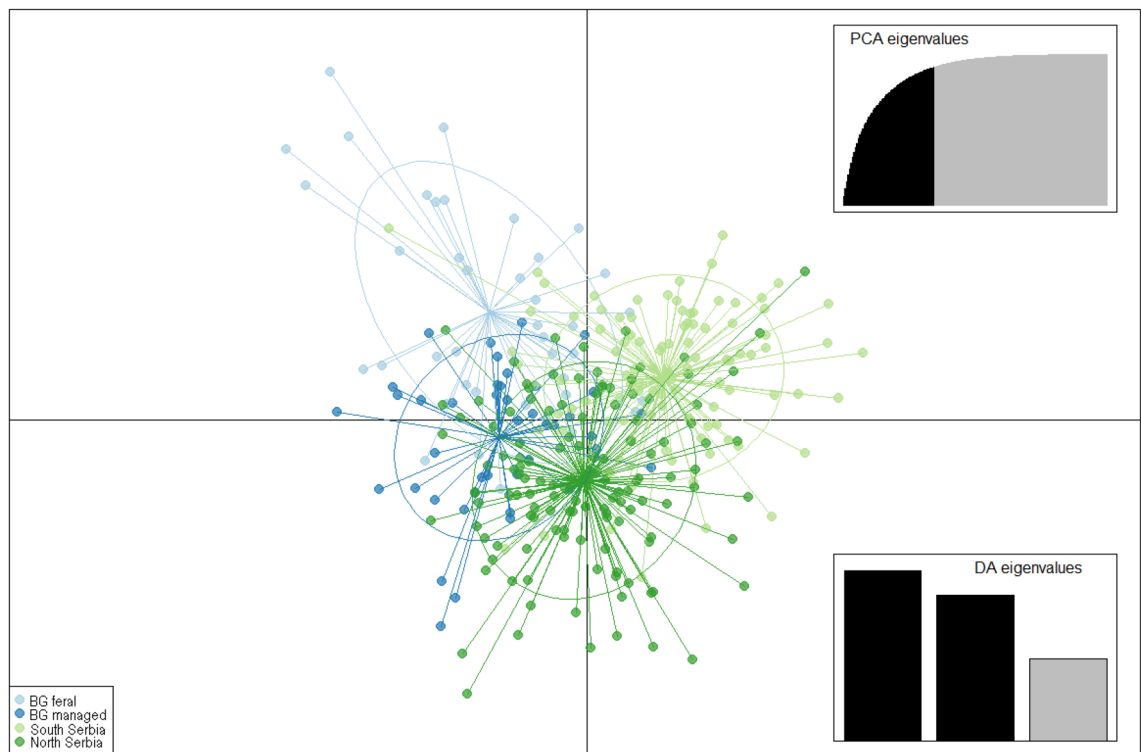 PCA eigenvalues
DA eigenvalues
BG feral
BG managed
South Serbia
North Serbia